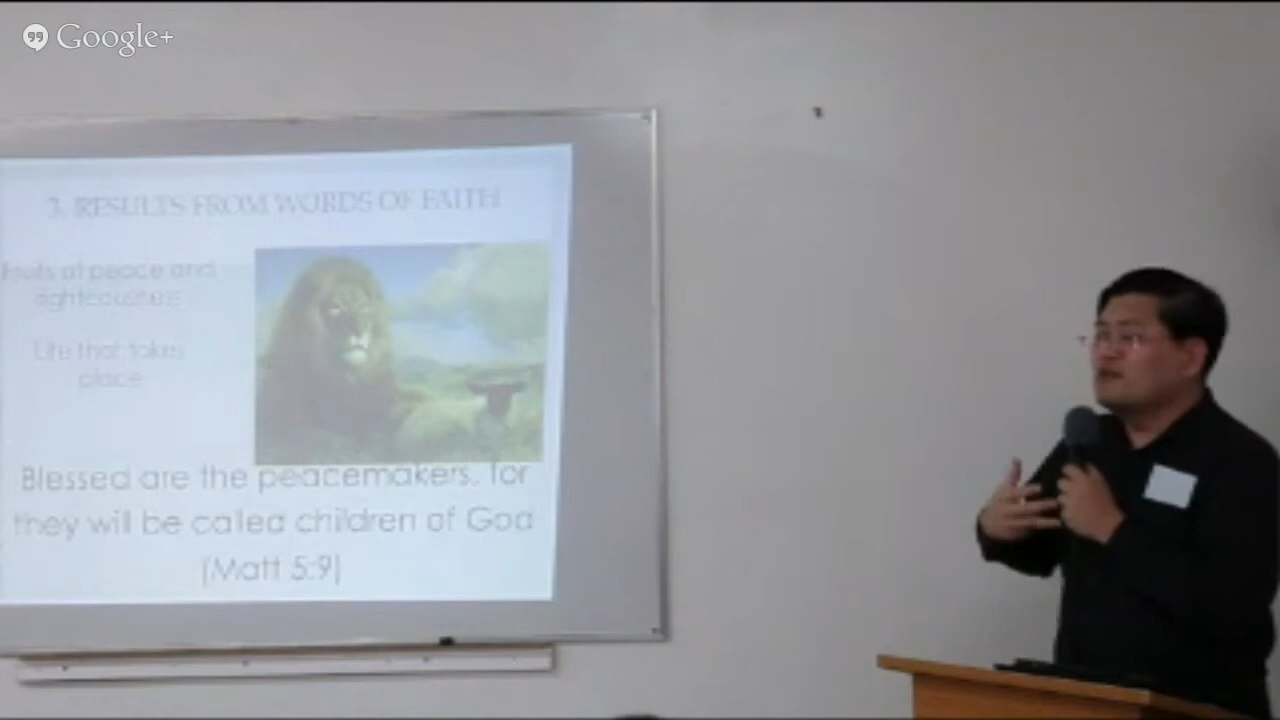 Google+
3. RESULTS FROM WORDS OF FAITH
Fruits of peace and
righteousness
Life that takes
place
Blessed are the peacemakers, for
they will be called children of God
(Matt 5:9)